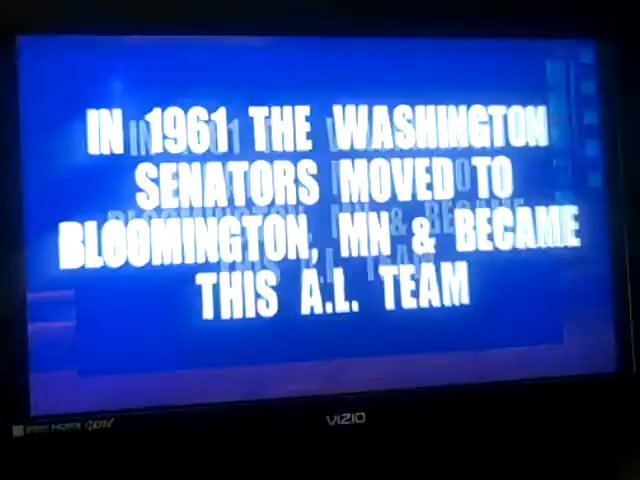 IN 1961 THE WASHINGTON
SENATORS MOVED TO
BLOOMINGTON, MN & BECAME
THIS A.L. TEAM
VIZIO